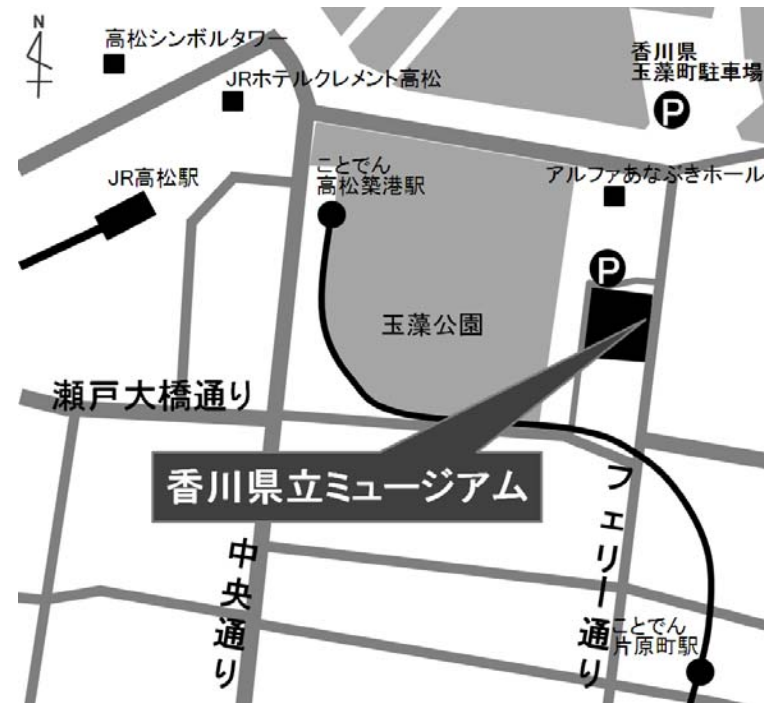 N
高松シンボルタワー
JRホテルクレメント高松
香川県
玉藻町駐車場
P
JR高松駅
ことでん
高松築港駅
アルファあなぶきホール
P
玉藻公園
瀬戸大橋通り
香川県立ミュージアム
中央通り
フェリー通り
ことでん
片原町駅